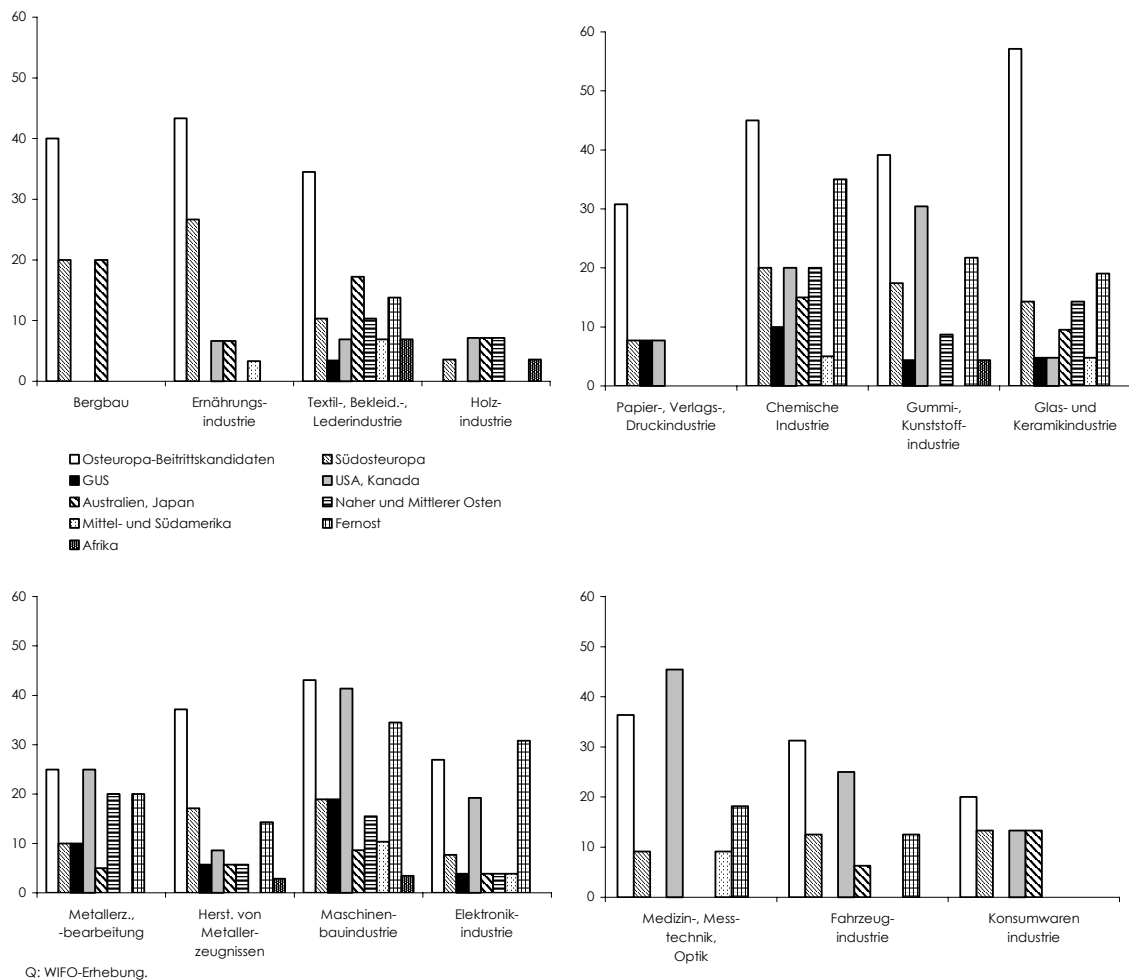 60
50
40
30
20
10
0
Bergbau
Ernährungs-
industrie
Textil-, Bekleid.-,
Lederindustrie
Holz-
industrie
60
50
40
30
20
10
0
Papier-, Verlags-,
Druckindustrie
Chemische
Industrie
Gummi-,
Kunststoff-
industrie
Glas- und
Keramikindustrie
Osteuropa-Beitrittskandidaten
Südosteuropa
GUS
USA, Kanada
Australien, Japan
Naher und Mittlerer Osten
Mittel- und Südamerika
Fernost
Afrika
60
50
40
30
20
10
0
Metallerz.,
-bearbeitung
Herst. von
Metaller-
zeugnissen
Maschinen-
bauindustrie
Elektronik-
industrie
60
50
40
30
20
10
0
Medizin-, Mess-
technik,
Optik
Fahrzeug-
industrie
Konsumwaren
industrie
Q: WIFO-Erhebung.